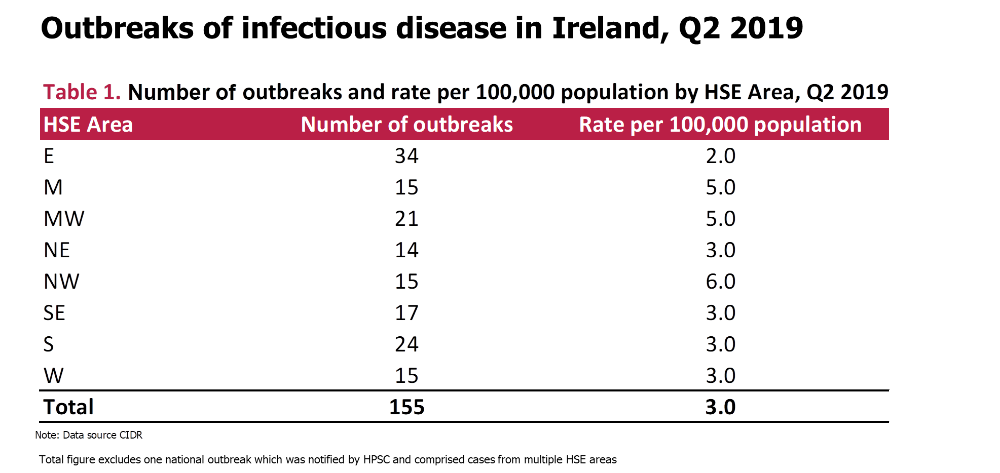 Outbreaks of infectious disease in Ireland, Q2 2019
Table 1. Number of outbreaks and rate per 100,000 population by HSE Area, Q2 2019
HSE Area Number of outbreaks Rate per 100,000 population
E 34 2.0
M 15 5.0
MW 21 5.0
NE 14 3.0
NW 15 6.0
SE 17 3.0
S 24 3.0
W 15 3.0
Total 155 3.0
Note: Data source CIDR
Total figure excludes one national outbreak which was notified by HPSC and comprised cases from multiple HSE areas